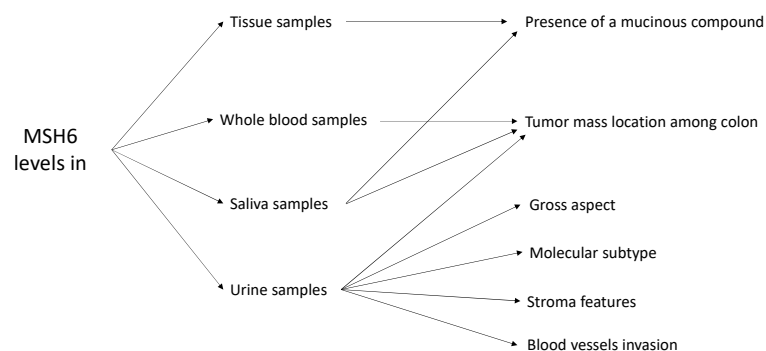 MSH6
levels in
Tissue samples
Whole blood samples
Saliva samples
Urine samples
Presence of a mucinous compound
Tumor mass location among colon
Gross aspect
Molecular subtype
Stroma features
Blood vessels invasion